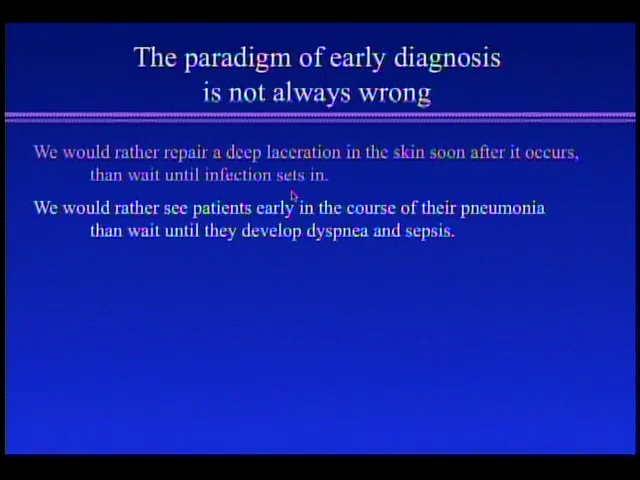 The paradigm of early diagnosis
is not always wrong
We would rather repair a deep laceration in the skin soon after it occurs,
than wait until infection sets in.
We would rather see patients early in the course of their pneumonia
than wait until they develop dyspnea and sepsis.